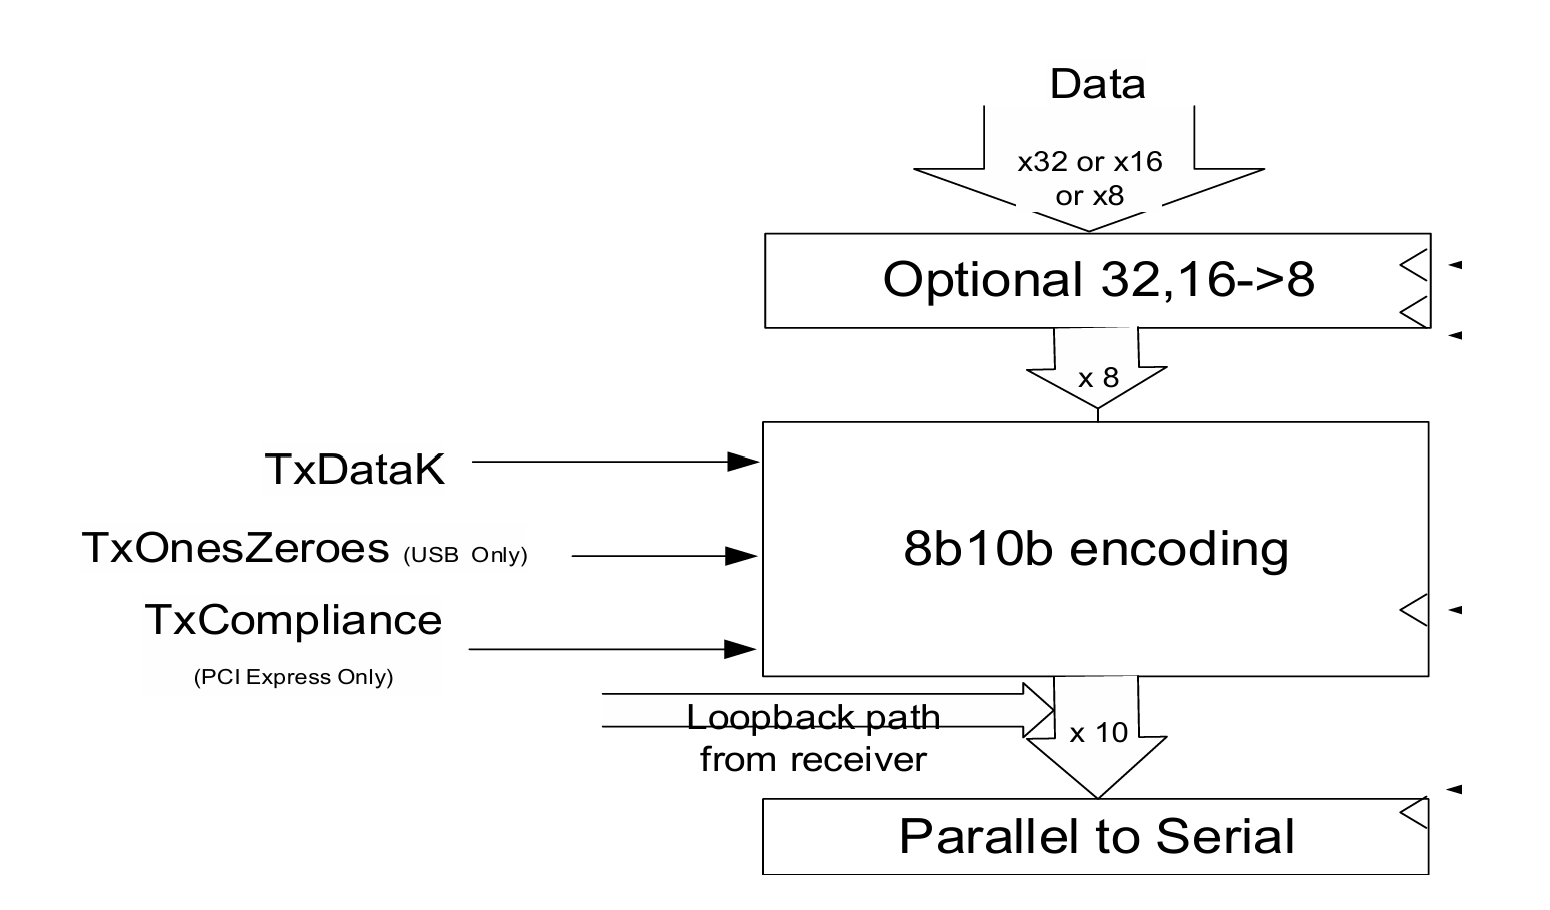 Data
x32 or x16
or x8
Optional 32,16->8
x 8
TxDataK
TxOnesZeroes (USB Only)
8b10b encoding
TxCompliance
(PCI Express Only)
Loopback path
from receiver
x 10
Parallel to Serial